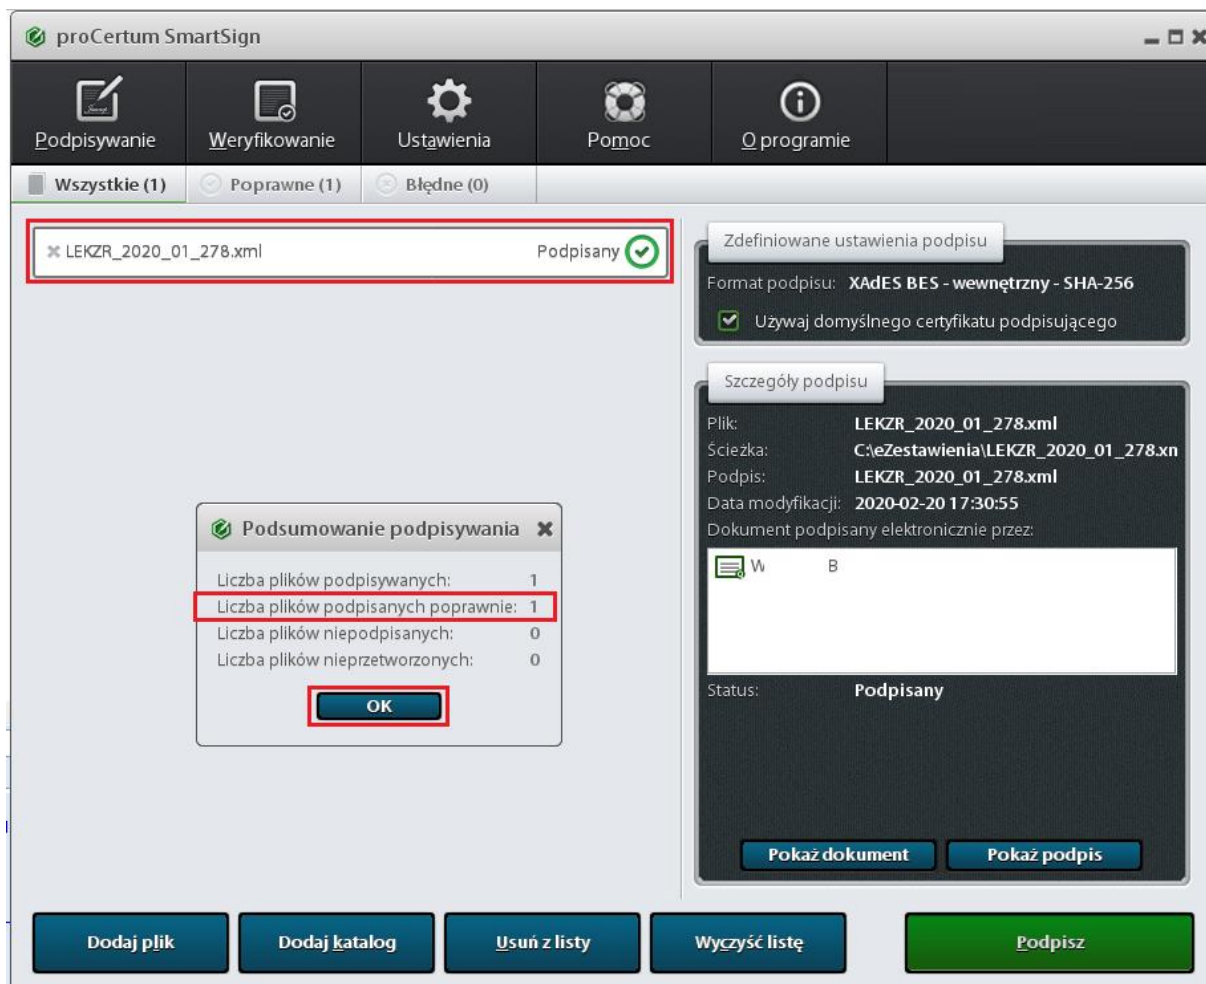 proCertum SmartSign
Podpisywanie
Weryfikowanie
Ustawienia
Pomoc
O programie
Wszystkie (1)
Poprawne (1)
Błędne (0)
LEKZR_2020_01_278.xml Podpisany
Zdefiniowane ustawienia podpisu
Format podpisu: XAdES BES - wewnętrzny - SHA-256
Używaj domyślnego certyfikatu podpisującego
Szczegóły podpisu
Plik: LEKZR_2020_01_278.xml
Ścieżka: C:\eZestawienia\LEKZR_2020_01_278.xn
Podpis: LEKZR_2020_01_278.xml
Data modyfikacji: 2020-02-20 17:30:55
Dokument podpisany elektronicznie przez:
W B
Status: Podpisany
Pokaż dokument
Pokaż podpis
Podsumowanie podpisywania
Liczba plików podpisywanych: 1
Liczba plików podpisanych poprawnie: 1
Liczba plików niepodpisanych: 0
Liczba plików nieprzetworzonych: 0
OK
Dodaj plik
Dodaj katalog
Usuń z listy
Wyczyść listę
Podpisz